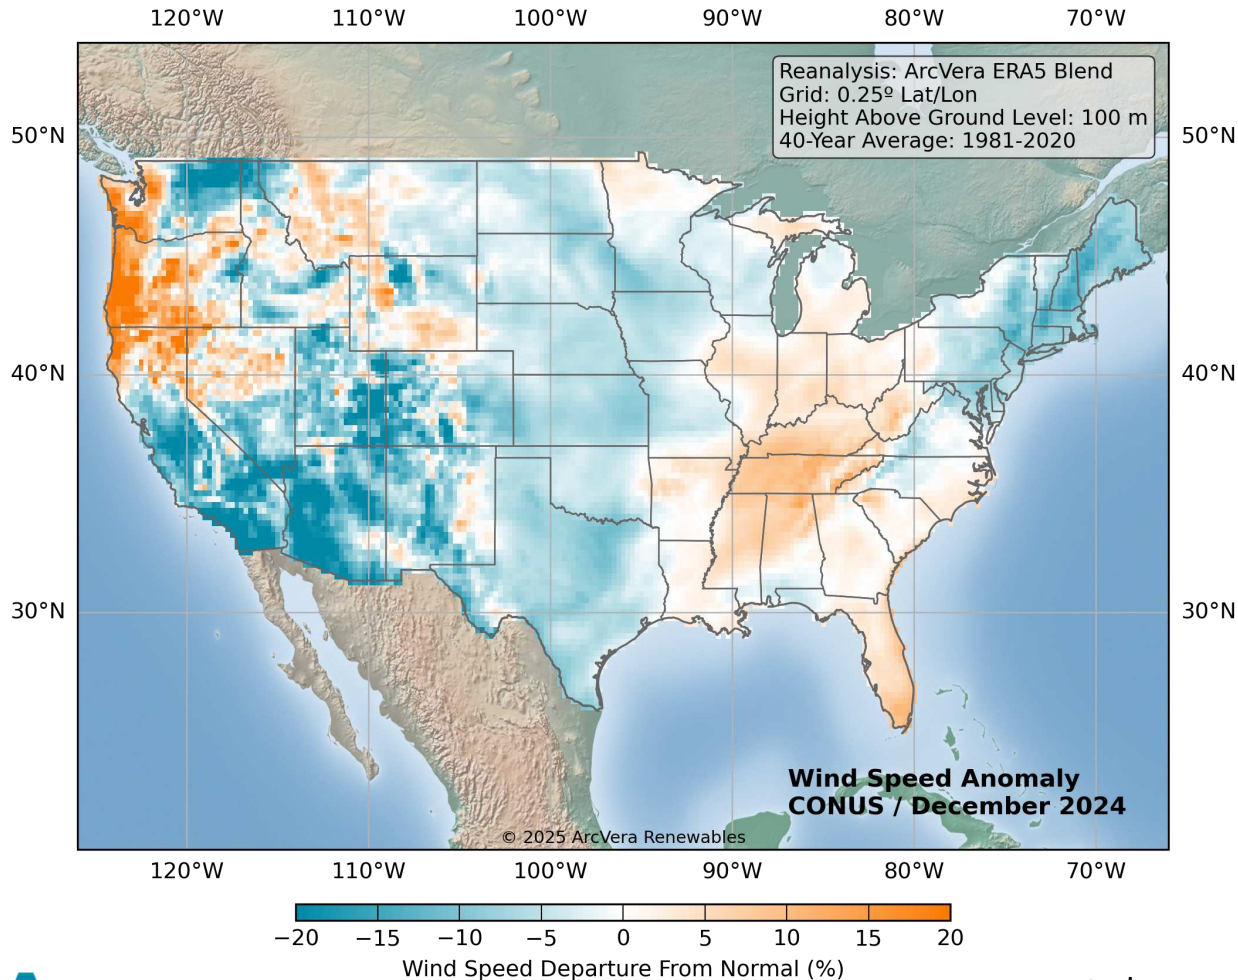 120°W 110°W 100°W 90°W 80°W 70°W
Reanalysis: ArcVera ERA5 Blend
Grid: 0.25º Lat/Lon
Height Above Ground Level: 100 m
40-Year Average: 1981-2020
50°N 50°N
40°N 40°N
30°N 30°N
Wind Speed Anomaly
CONUS / December 2024
© 2025 ArcVera Renewables
120°W 110°W 100°W 90°W 80°W 70°W
−20 −15 −10 −5 0 5 10 15 20
Wind Speed Departure From Normal (%)